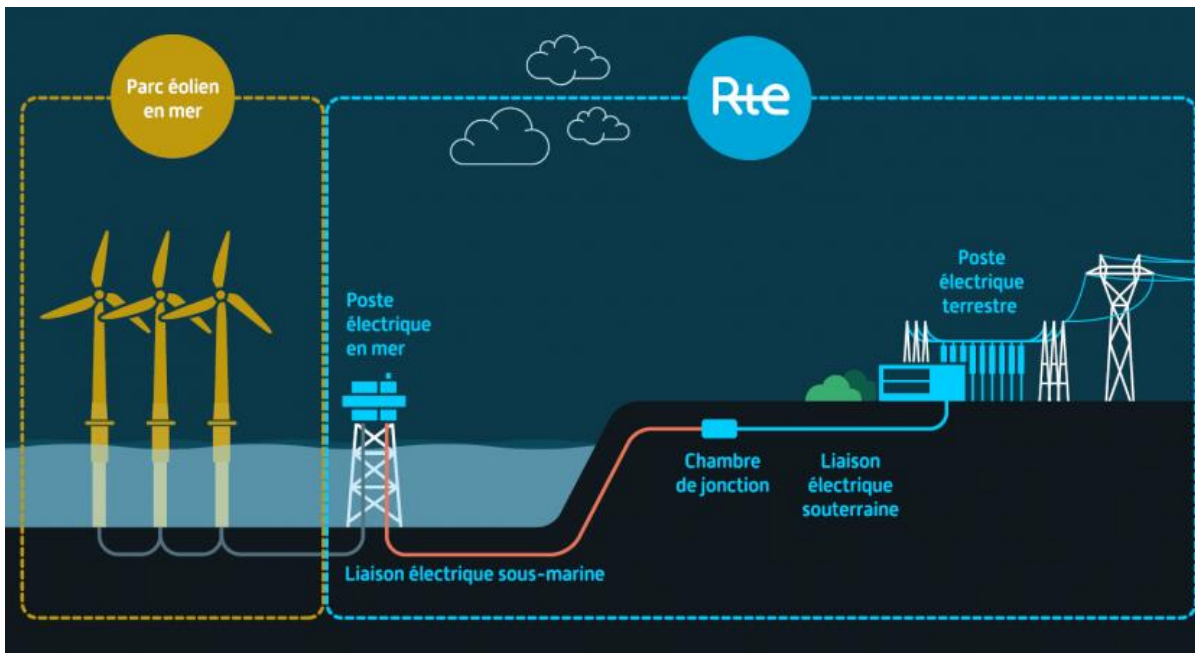 Parc éolien
en mer
Rte
Poste
électrique
en mer
Poste
électrique
terrestre
Chambre
de jonction
Liaison
électrique
souterraine
Liaison électrique sous-marine